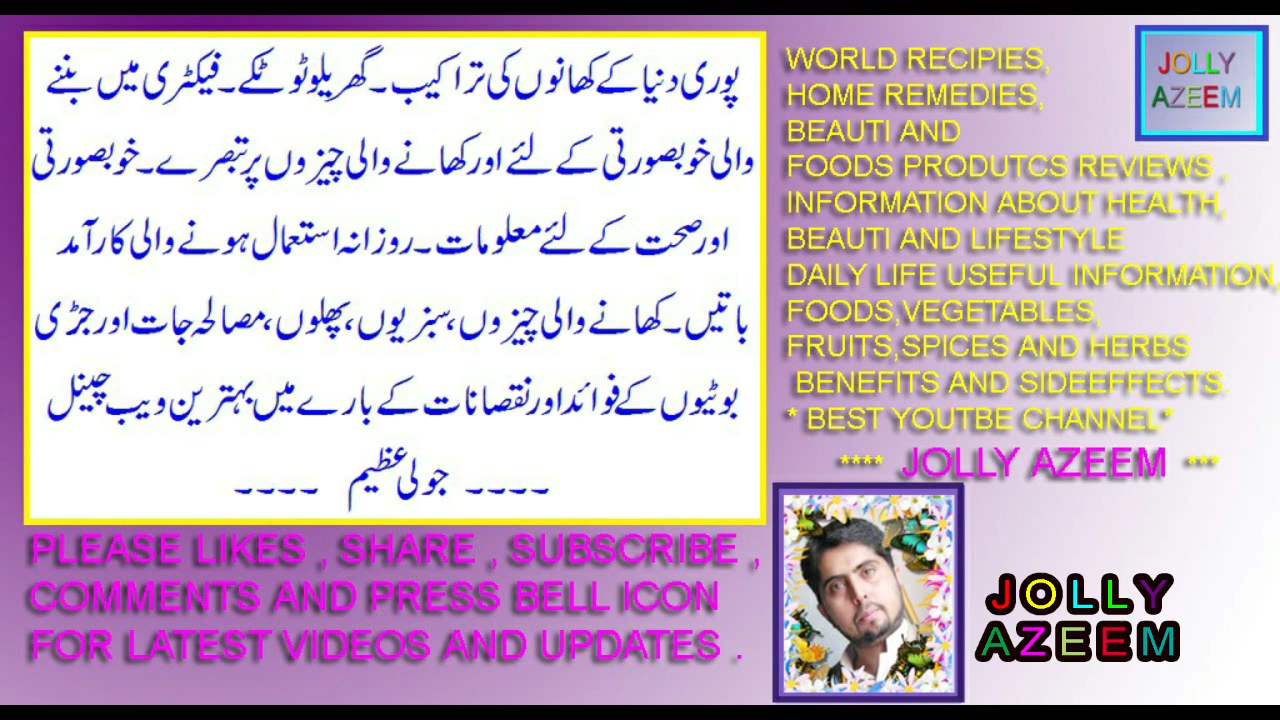 پوری دنیا کے کھانوں کی تراکیب۔ گھریلو ٹوٹکے۔ فیکٹری میں بننے
والی خوبصورتی کے لئے اور کھانے والی چیزوں پر تبصرے۔ خوبصورتی
اور صحت کے لئے معلومات۔ روزانہ استعمال ہونے والی کارآمد
باتیں۔ کھانے والی چیزوں، سبزیوں، پھلوں، مصالحہ جات اور جڑی
بوٹیوں کے فوائد اور نقصانات کے بارے میں بہترین ویب چینل
---- جولی عظیم ----
WORLD RECIPIES,
HOME REMEDIES,
BEAUTI AND
FOODS PRODUTCS REVIEWS ,
INFORMATION ABOUT HEALTH,
BEAUTI AND LIFESTYLE
DAILY LIFE USEFUL INFORMATION,
FOODS,VEGETABLES,
FRUITS,SPICES AND HERBS
BENEFITS AND SIDEEFFECTS.
* BEST YOUTBE CHANNEL*
**** JOLLY AZEEM ***
JOLLY
AZEEM
PLEASE LIKES , SHARE , SUBSCRIBE ,
COMMENTS AND PRESS BELL ICON
FOR LATEST VIDEOS AND UPDATES .
JOLLY
AZEEM